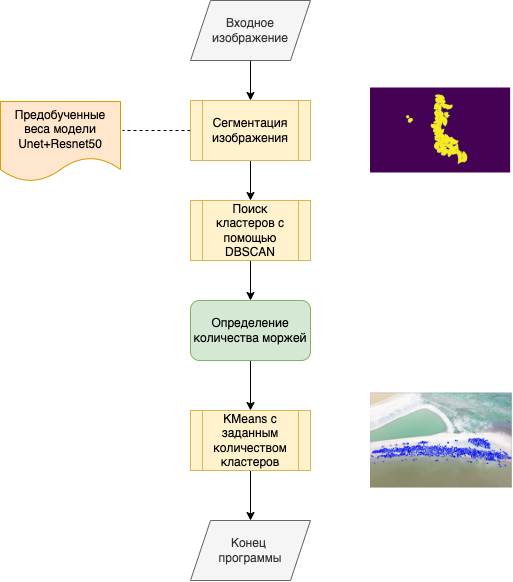 Входное
изображение
Предобученные
веса модели
Unet+Resnet50
Сегментация
изображения
Поиск
кластеров с
помощью
DBSCAN
Определение
количества моржей
KMeans с
заданным
количеством
кластеров
Конец
программы